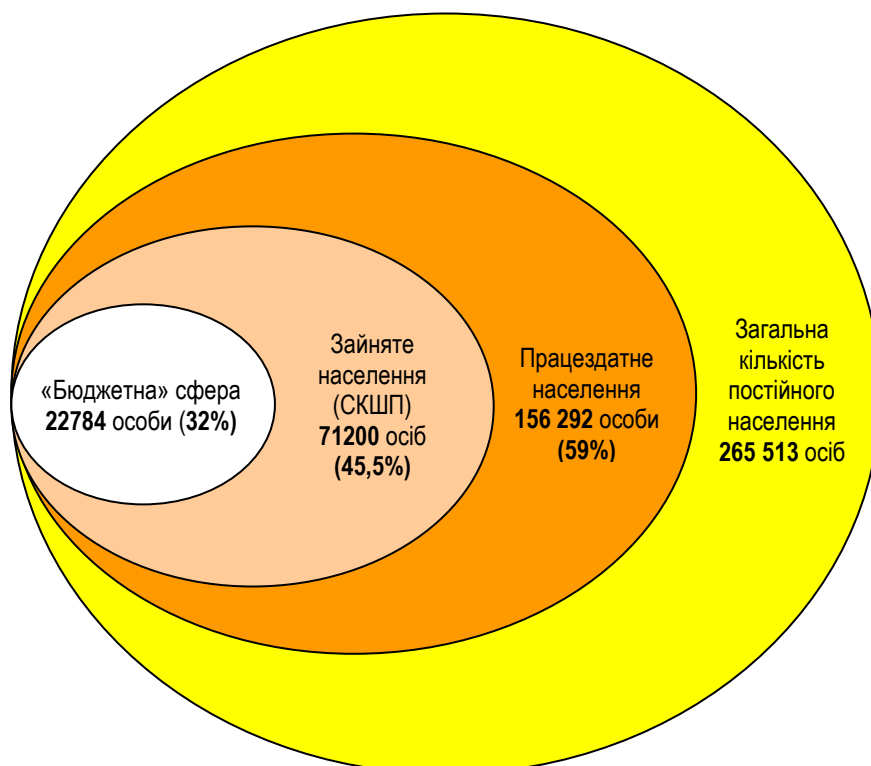 «Бюджетна» сфера
22784 особи (32%)
Зайняте
населення
(СКШП)
71200 осіб
(45,5%)
Працездатне
населення
156 292 особи
(59%)
Загальна
кількість
постійного
населення
265 513 осіб